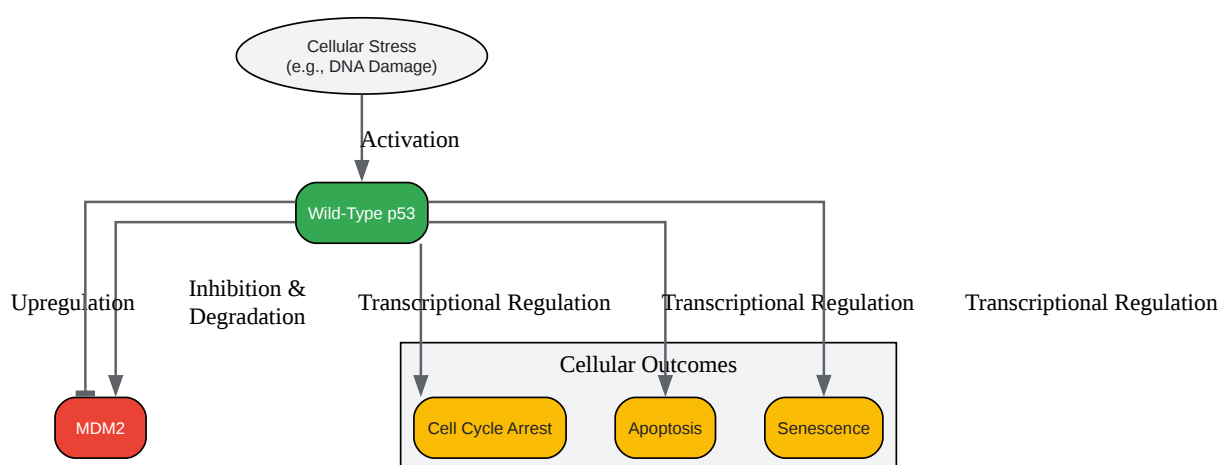 Cellular Stress
(e.g., DNA Damage)
Activation
Wild-Type p53
Upregulation
Inhibition &
Degradation
Transcriptional Regulation
Transcriptional Regulation
Transcriptional Regulation
Cellular Outcomes
MDM2
Cell Cycle Arrest
Apoptosis
Senescence